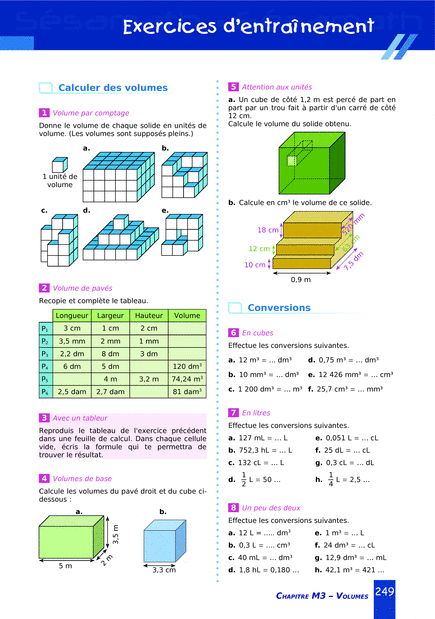 Exercices d'entraînement
Calculer des volumes
1 Volume par comptage
Donne le volume de chaque solide en unités de
volume. (Les volumes sont supposés pleins.)
a.
b.
1 unité de
volume
c.
d.
e.
2 Volume de pavés
Recopie et complète le tableau.
Longueur Largeur Hauteur Volume
P₁ 3 cm 1 cm 2 cm
P₂ 3,5 mm 2 mm 1 mm
P₃ 2,2 dm 8 dm 3 dm
P₄ 6 dm 5 dm 120 dm³
P₅ 4 m 3,2 m 74,24 m³
P₆ 2,5 dam 2,7 dam 81 dam³
3 Avec un tableur
Reproduis le tableau de l'exercice précédent
dans une feuille de calcul. Dans chaque cellule
vide, écris la formule qui te permettra de
trouver le résultat.
4 Volumes de base
Calcule les volumes du pavé droit et du cube ci-
dessous :
a.
b.
3,5 m
2 m
5 m
3,3 cm
5 Attention aux unités
a. Un cube de côté 1,2 m est percé de part en
part par un trou fait à partir d'un carré de côté
12 cm.
Calcule le volume du solide obtenu.
b. Calcule en cm³ le volume de ce solide.
18 cm
12 cm
10 cm
7,5 dm
0,9 m
Conversions
6 En cubes
Effectue les conversions suivantes.
a. 12 m³ = ... dm³
d. 0,75 m³ = ... dm³
b. 10 mm³ = ... dm³
e. 12 426 mm³ = ... cm³
c. 1 200 dm³ = ... m³
f. 25,7 cm³ = ... mm³
7 En litres
Effectue les conversions suivantes.
a. 127 mL = ... L
e. 0,051 L = ... cL
b. 752,3 hL = ... L
f. 25 dL = ... cL
c. 132 cL = ... L
g. 0,3 cL = ... dL
d. 1/2 L = 50 ...
h. 1/4 L = 2,5 ...
8 Un peu des deux
Effectue les conversions suivantes.
a. 12 L = ..... dm³
e. 1 m³ = ... L
b. 0,3 L = .... cm³
f. 24 dm³ = ... cL
c. 40 mL = ... dm³
g. 12,9 dm³ = ... mL
d. 1,8 hL = 0,180 ...
h. 42,1 m³ = 421 ...
Chapitre M3 – Volumes 249